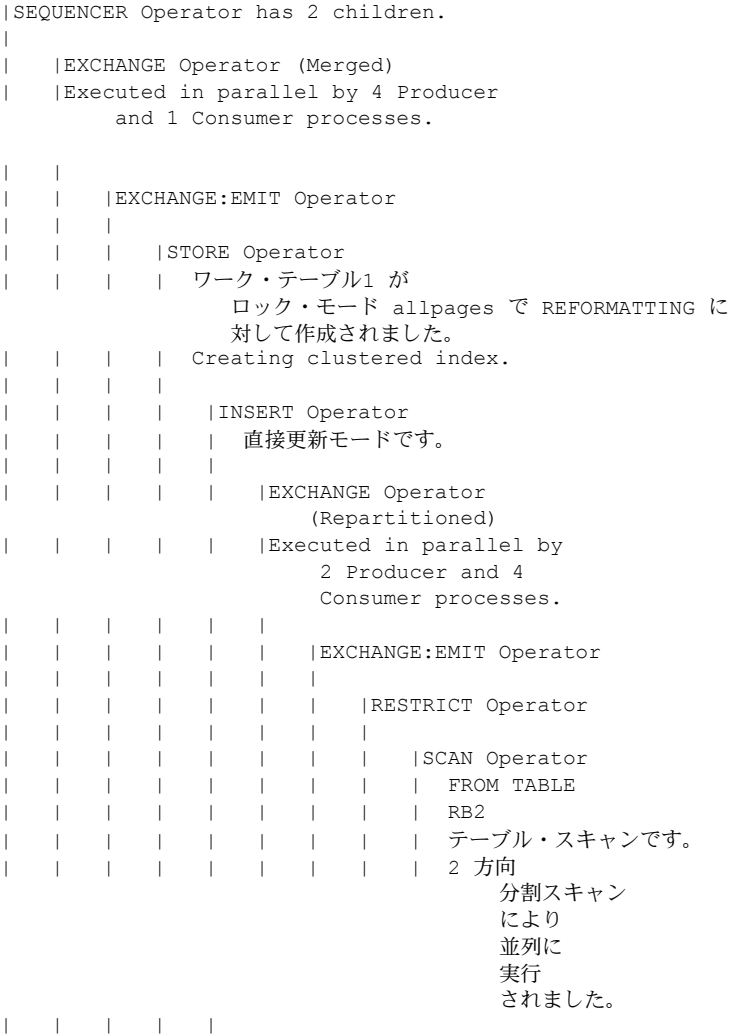 |SEQUENCER Operator has 2 children.
|
|   |EXCHANGE Operator (Merged)
|   |Executed in parallel by 4 Producer
         and 1 Consumer processes.
|   |
|   |   |EXCHANGE:EMIT Operator
|   |   |
|   |   |   |STORE Operator
|   |   |   |  ワーク・テーブル1 が
                  ロック・モード allpages で REFORMATTING に
                  対して作成されました。
|   |   |   |  Creating clustered index.
|   |   |   |
|   |   |   |   |INSERT Operator
|   |   |   |   |  直接更新モードです。
|   |   |   |   |
|   |   |   |   |   |EXCHANGE Operator
                        (Repartitioned)
|   |   |   |   |   |Executed in parallel by
                         2 Producer and 4
                         Consumer processes.
|   |   |   |   |   |
|   |   |   |   |   |   |EXCHANGE:EMIT Operator
|   |   |   |   |   |   |
|   |   |   |   |   |   |   |RESTRICT Operator
|   |   |   |   |   |   |   |
|   |   |   |   |   |   |   |   |SCAN Operator
|   |   |   |   |   |   |   |   |  FROM TABLE
|   |   |   |   |   |   |   |   |  RB2
|   |   |   |   |   |   |   |   |  テーブル・スキャンです。
|   |   |   |   |   |   |   |   |  2 方向
                                       分割スキャン
                                       により
                                       並列に
                                       実行
                                       されました。
|   |   |   |   |